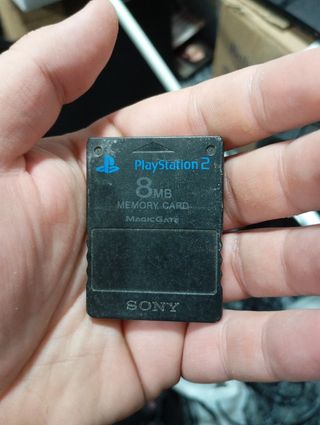 PlayStation 2
8MB
MEMORY CARD
MAGICGATE
SONY